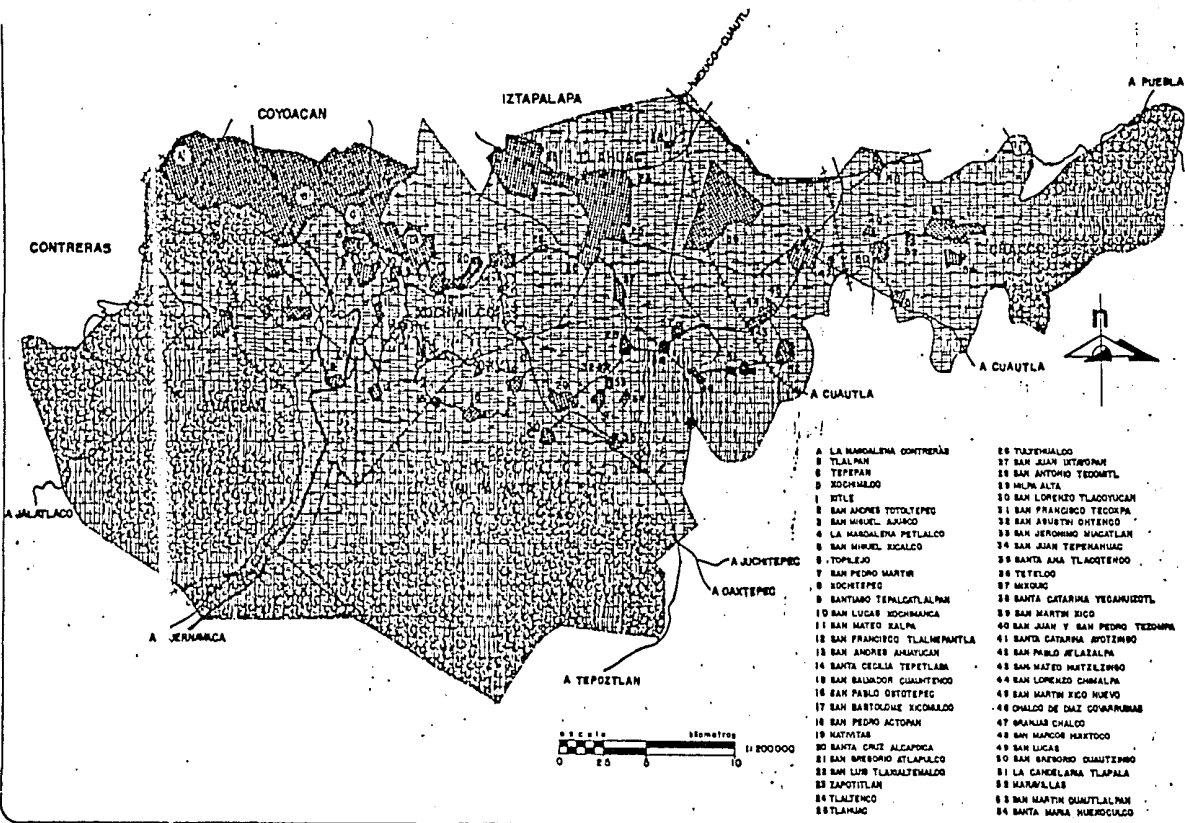 MEXICO-CUAUTLA
A PUEBLA
IZTAPALAPA
COYOACAN
TLAHUAC
CONTRERAS
CHALCO
XOCHIMILCO
TLALPAN
n
A CUAUTLA
A CUAUTLA
A JALATLACO
A JUCHITEPEC
A OAXTEPEC
A TEPOZTLAN
escala kilometros
1:200000
0 2.5 5 10
A LA MAGDALENA CONTRERAS
B TLALPAN
C TEPEPAN
D XOCHIMILCO
1 XITLE
2 SAN ANDRES TOTOLTEPEC
3 SAN MIGUEL AJUSCO
4 LA MAGDALENA PETLALCO
5 SAN MIGUEL XICALCO
6 TOPILEJO
7 SAN PEDRO MARTIR
8 XOCHITEPEC
9 SANTIAGO TEPALCATLALPAN
10 SAN LUCAS XOCHIMANCA
11 SAN MATEO XALPA
12 SAN FRANCISCO TLALNEPANTLA
13 SAN ANDRES AHUAYUCAN
14 SANTA CECILIA TEPETLAPA
15 SAN SALVADOR CUAUHTENCO
16 SAN PABLO OSTOTEPEC
17 SAN BARTOLOME XICOMULCO
18 SAN PEDRO ACTOPAN
19 NATIVITAS
20 SANTA CRUZ ALCAPOICA
21 SAN GREGORIO ATLAPULCO
22 SAN LUIS TLAXIALTEMALCO
23 ZAPOTITLAN
24 TLALTENCO
25 TLAHUAC
26 TULYEHUALCO
27 SAN JUAN IXTAYOPAN
28 SAN ANTONIO TECOMITL
29 MILPA ALTA
30 SAN LORENZO TLACOYUCAN
31 SAN FRANCISCO TECOXPA
32 SAN AGUSTIN OHTENCO
33 SAN JERONIMO MIACATLAN
34 SAN JUAN TEPENAHUAC
35 SANTA ANA TLACOTENCO
36 TETELCO
37 MIXQUIC
38 SANTA CATARINA YECAHUIZOTL
39 SAN MARTIN XICO
40 SAN JUAN Y SAN PEDRO TEZOMPA
41 SANTA CATARINA AYOTZINGO
42 SAN PABLO ATLAZALPA
43 SAN MATEO HUITZILZINGO
44 SAN LORENZO CHIMALPA
45 SAN MARTIN XICO NUEVO
46 CHALCO DE DIAZ COVARRUBIAS
47 GRANJAS CHALCO
48 SAN MARCOS HUIXTOCO
49 SAN LUCAS
50 SAN GREGORIO CUAUTZINGO
51 LA CANDELARIA TLAPALA
52 MARAVILLAS
53 SAN MARTIN CUAUTLALPAN
54 SANTA MARIA HUEXOCULCO